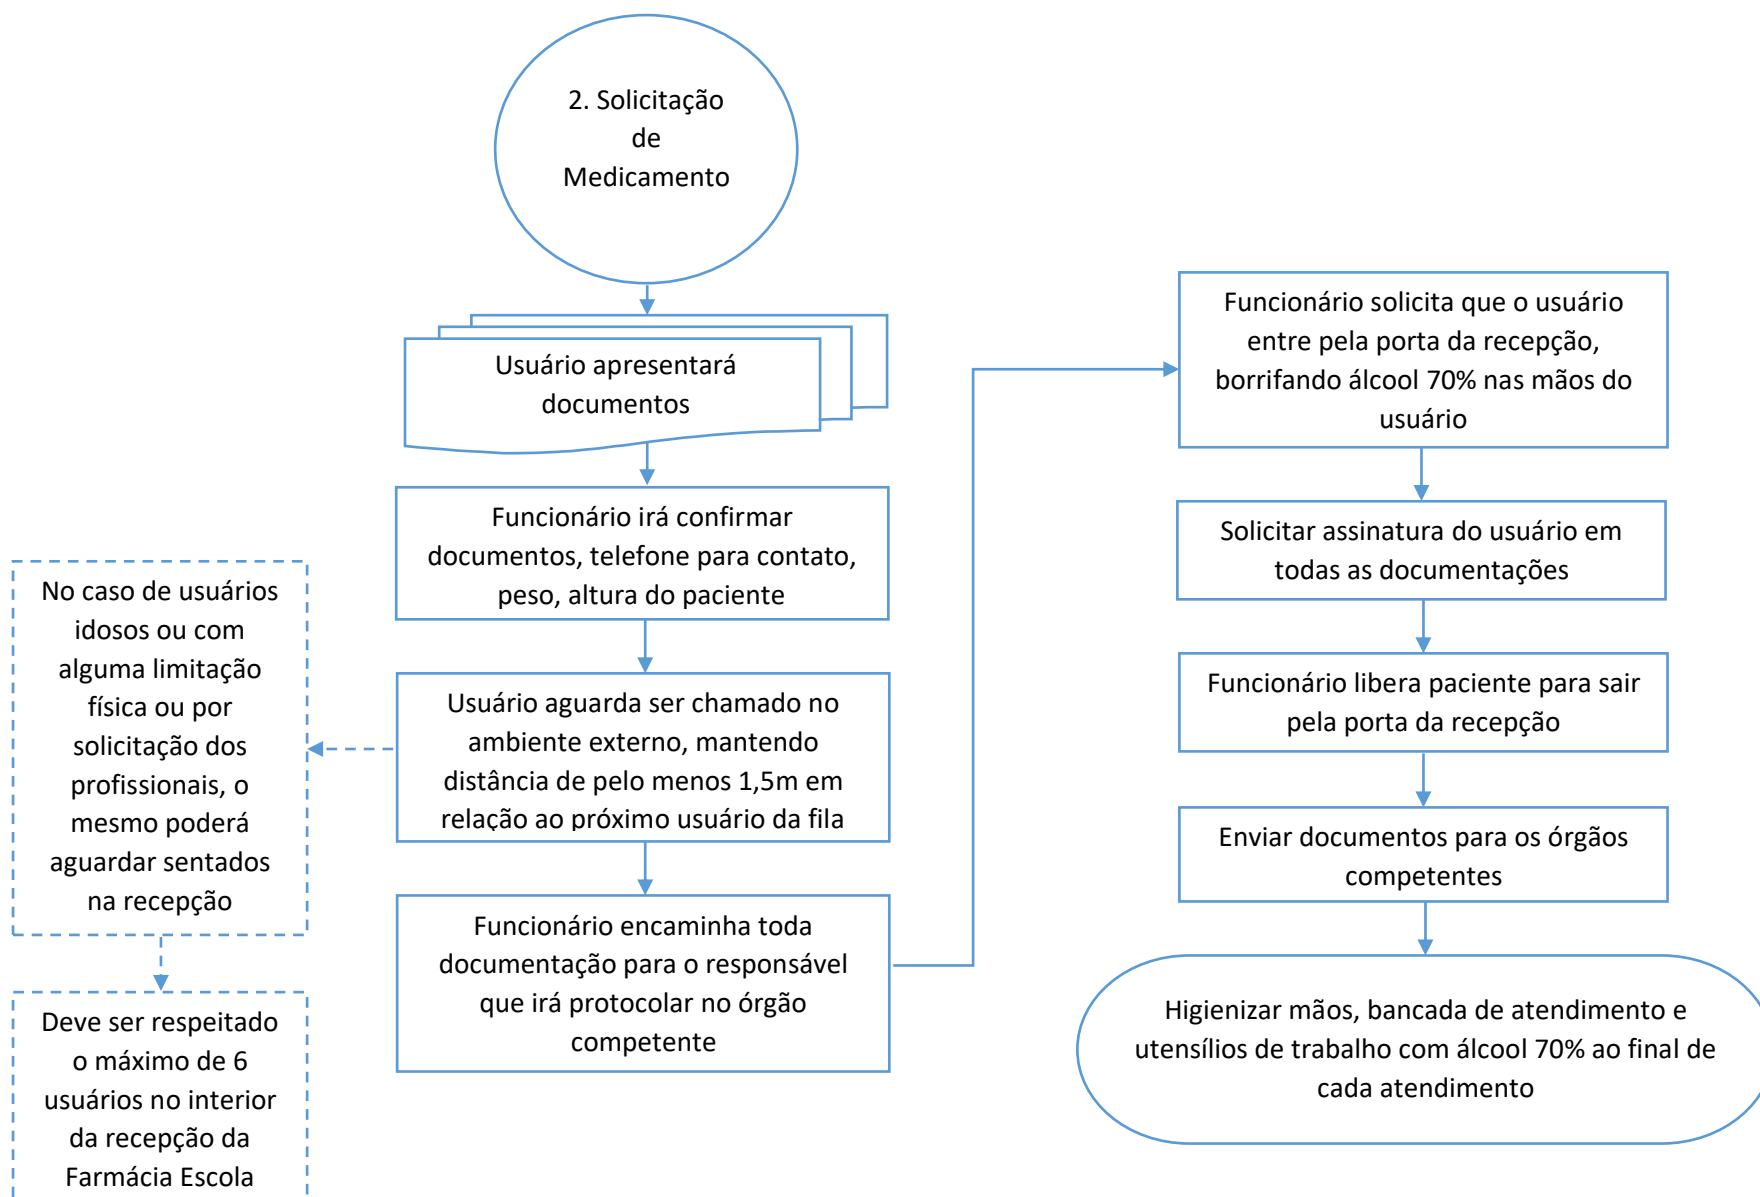 2. Solicitação
de
Medicamento
Usuário apresentará
documentos
Funcionário irá confirmar
documentos, telefone para contato,
peso, altura do paciente
Usuário aguarda ser chamado no
ambiente externo, mantendo
distância de pelo menos 1,5m em
relação ao próximo usuário da fila
No caso de usuários
idosos ou com
alguma limitação
física ou por
solicitação dos
profissionais, o
mesmo poderá
aguardar sentados
na recepção
Deve ser respeitado
o máximo de 6
usuários no interior
da recepção da
Farmácia Escola
Funcionário encaminha toda
documentação para o responsável
que irá protocolar no órgão
competente
Funcionário solicita que o usuário
entre pela porta da recepção,
borrifando álcool 70% nas mãos do
usuário
Solicitar assinatura do usuário em
todas as documentações
Funcionário libera paciente para sair
pela porta da recepção
Enviar documentos para os órgãos
competentes
Higienizar mãos, bancada de atendimento e
utensílios de trabalho com álcool 70% ao final de
cada atendimento